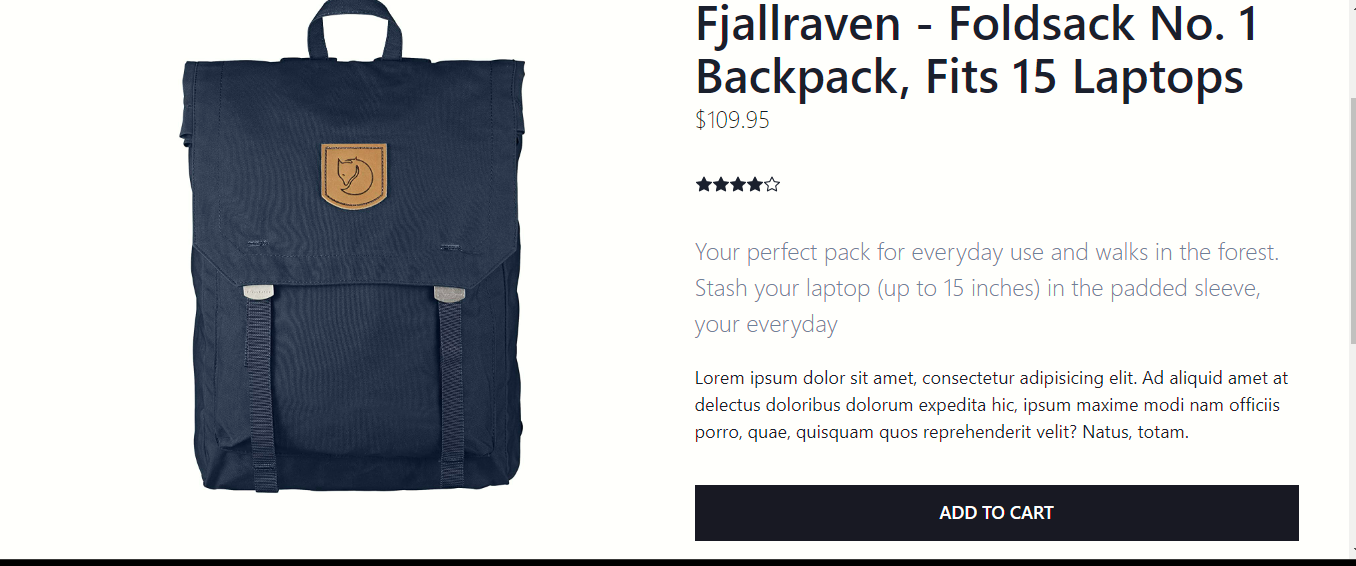 Fjallraven - Foldsack No. 1
Backpack, Fits 15 Laptops
$109.95
Your perfect pack for everyday use and walks in the forest.
Stash your laptop (up to 15 inches) in the padded sleeve,
your everyday
Lorem ipsum dolor sit amet, consectetur adipisicing elit. Ad aliquid amet at
delectus doloribus dolorum expedita hic, ipsum maxime modi nam officiis
porro, quae, quisquam quos reprehenderit velit? Natus, totam.
ADD TO CART